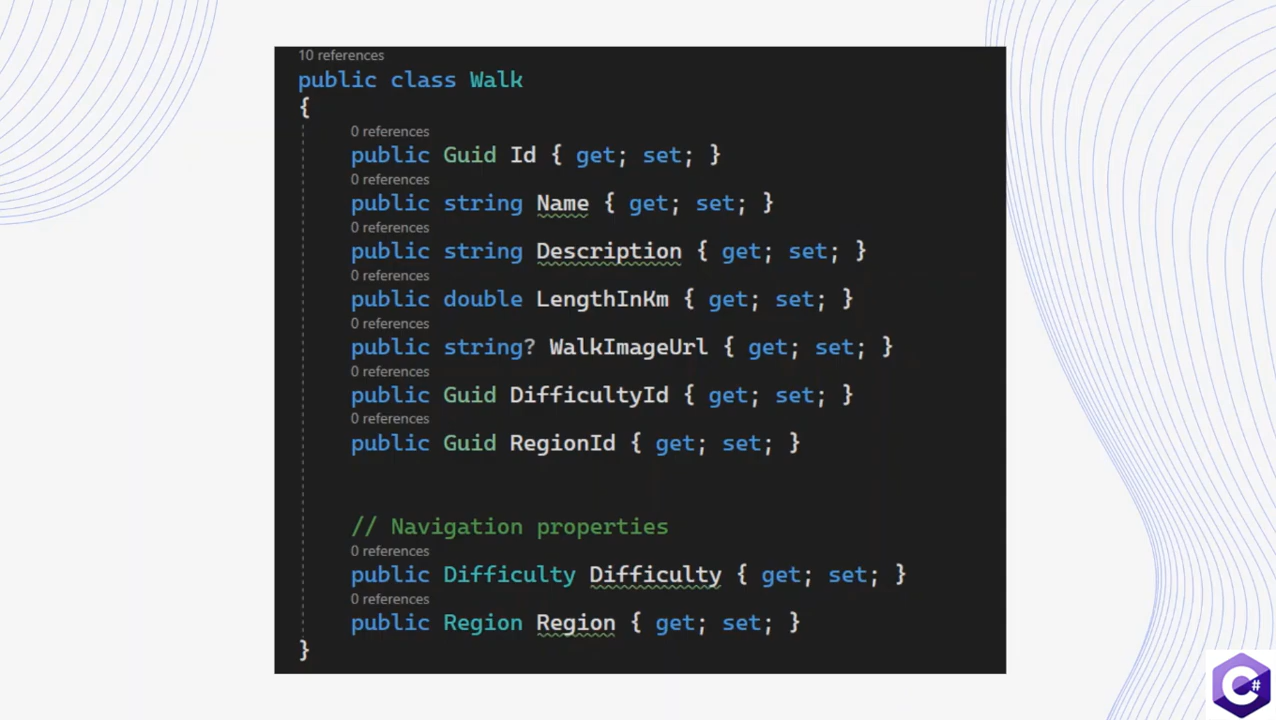 10 references
public class Walk
{
0 references
public Guid Id { get; set; }
0 references
public string Name { get; set; }
0 references
public string Description { get; set; }
0 references
public double LengthInKm { get; set; }
0 references
public string? WalkImageUrl { get; set; }
0 references
public Guid DifficultyId { get; set; }
0 references
public Guid RegionId { get; set; }
// Navigation properties
0 references
public Difficulty Difficulty { get; set; }
0 references
public Region Region { get; set; }
}
C#